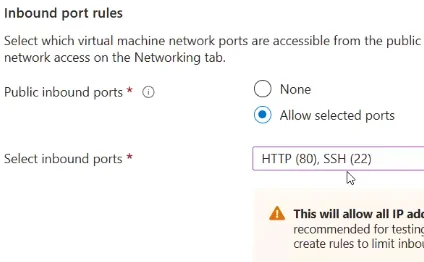 Inbound port rules
Select which virtual machine network ports are accessible from the public
network access on the Networking tab.
Public inbound ports *
None
Allow selected ports
Select inbound ports *
HTTP (80), SSH (22)
This will allow all IP add
recommended for testing
create rules to limit inbou